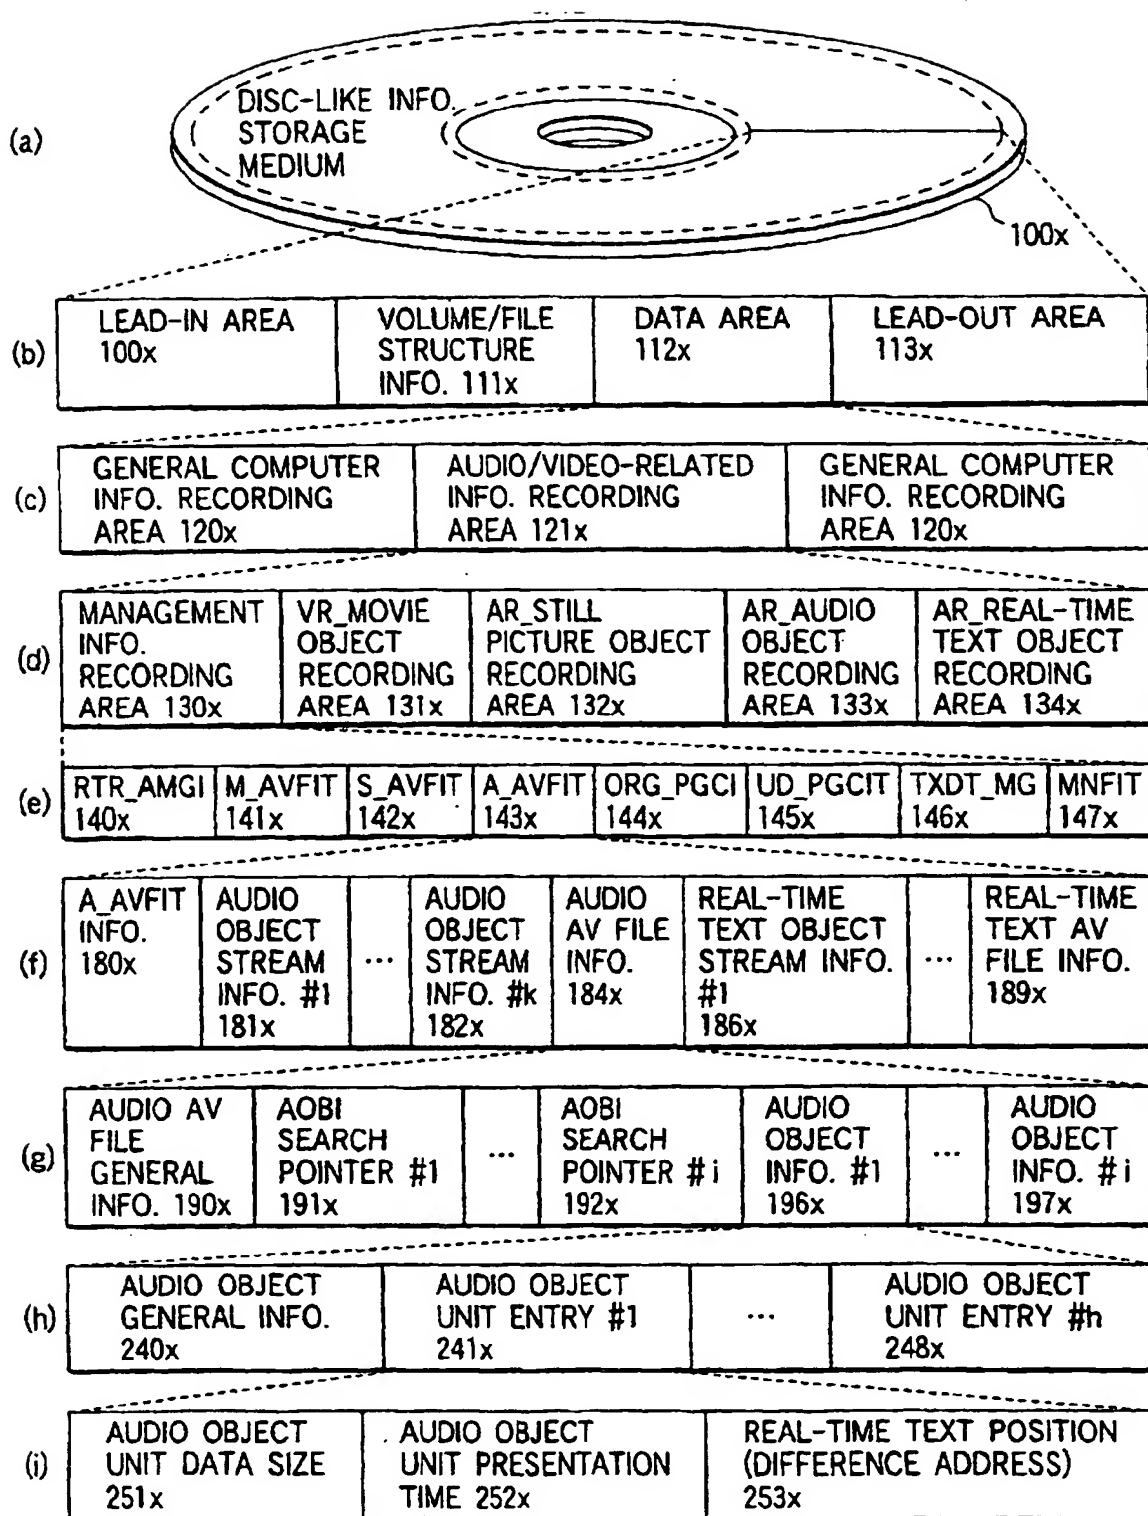 (a)
DISC-LIKE INFO.
STORAGE
MEDIUM
100x
(b)
LEAD-IN AREA
100x
VOLUME/FILE
STRUCTURE
INFO. 111x
DATA AREA
112x
LEAD-OUT AREA
113x
(c)
GENERAL COMPUTER
INFO. RECORDING
AREA 120x
AUDIO/VIDEO-RELATED
INFO. RECORDING
AREA 121x
GENERAL COMPUTER
INFO. RECORDING
AREA 120x
(d)
MANAGEMENT
INFO.
RECORDING
AREA 130x
VR_MOVIE
OBJECT
RECORDING
AREA 131x
AR_STILL
PICTURE OBJECT
RECORDING
AREA 132x
AR_AUDIO
OBJECT
RECORDING
AREA 133x
AR_REAL-TIME
TEXT OBJECT
RECORDING
AREA 134x
(e)
RTR_AMGI
140x
M_AVFIT
141x
S_AVFIT
142x
A_AVFIT
143x
ORG_PGCI
144x
UD_PGCIT
145x
TXDT_MG
146x
MNFIT
147x
(f)
A_AVFIT
INFO.
180x
AUDIO
OBJECT
STREAM
INFO. #1
181x
...
AUDIO
OBJECT
STREAM
INFO. #k
182x
AUDIO
AV FILE
INFO.
184x
REAL-TIME
TEXT OBJECT
STREAM INFO.
#1
186x
...
REAL-TIME
TEXT AV
FILE INFO.
189x
(g)
AUDIO AV
FILE
GENERAL
INFO. 190x
AOBI
SEARCH
POINTER #1
191x
...
AOBI
SEARCH
POINTER #i
192x
AUDIO
OBJECT
INFO. #1
196x
...
AUDIO
OBJECT
INFO. #i
197x
(h)
AUDIO OBJECT
GENERAL INFO.
240x
AUDIO OBJECT
UNIT ENTRY #1
241x
...
AUDIO OBJECT
UNIT ENTRY #h
248x
(i)
AUDIO OBJECT
UNIT DATA SIZE
251x
AUDIO OBJECT
UNIT PRESENTATION
TIME 252x
REAL-TIME TEXT POSITION
(DIFFERENCE ADDRESS)
253x